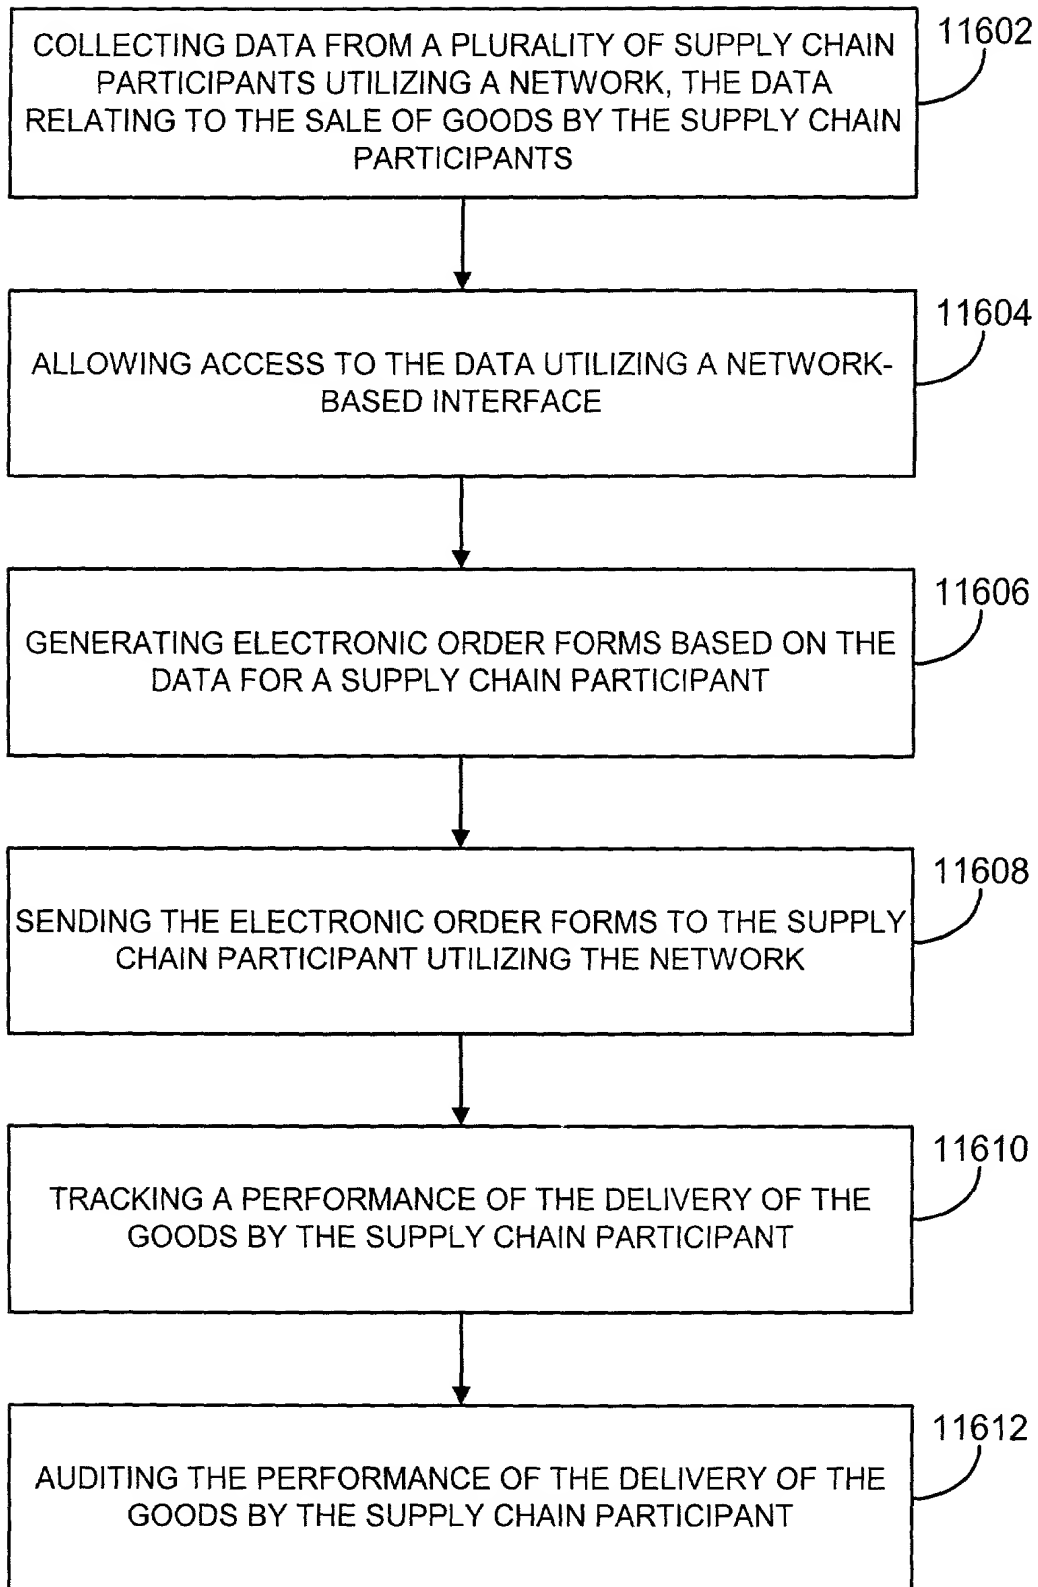 COLLECTING DATA FROM A PLURALITY OF SUPPLY CHAIN
PARTICIPANTS UTILIZING A NETWORK, THE DATA
RELATING TO THE SALE OF GOODS BY THE SUPPLY CHAIN
PARTICIPANTS
11602
ALLOWING ACCESS TO THE DATA UTILIZING A NETWORK-
BASED INTERFACE
11604
GENERATING ELECTRONIC ORDER FORMS BASED ON THE
DATA FOR A SUPPLY CHAIN PARTICIPANT
11606
SENDING THE ELECTRONIC ORDER FORMS TO THE SUPPLY
CHAIN PARTICIPANT UTILIZING THE NETWORK
11608
TRACKING A PERFORMANCE OF THE DELIVERY OF THE
GOODS BY THE SUPPLY CHAIN PARTICIPANT
11610
AUDITING THE PERFORMANCE OF THE DELIVERY OF THE
GOODS BY THE SUPPLY CHAIN PARTICIPANT
11612